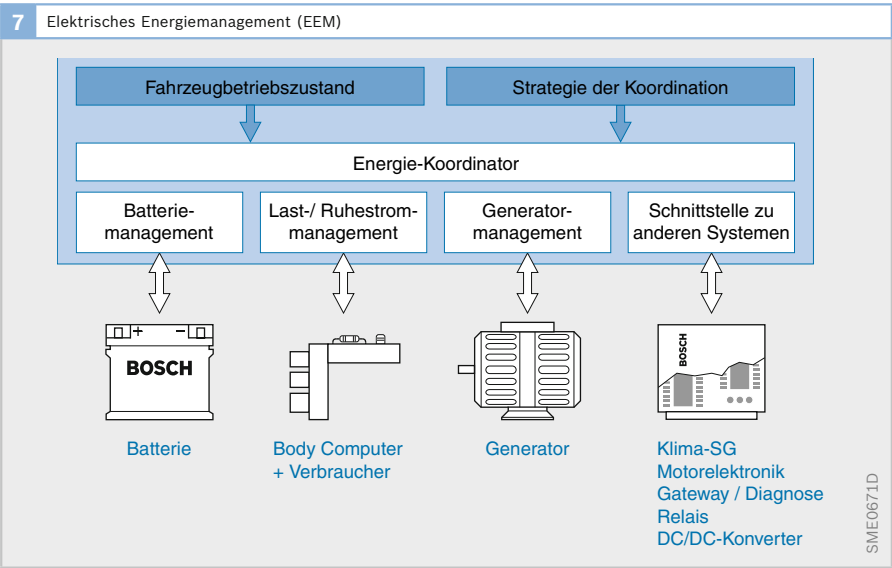 7 Elektrisches Energiemanagement (EEM)
Fahrzeugbetriebszustand
Strategie der Koordination
Energie-Koordinator
Batterie-
management
Last-/ Ruhestrom-
management
Generator-
management
Schnittstelle zu
anderen Systemen
+ –
BOSCH
BOSCH
Batterie
Body Computer
+ Verbraucher
Generator
Klima-SG
Motorelektronik
Gateway / Diagnose
Relais
DC/DC-Konverter
SME0671D